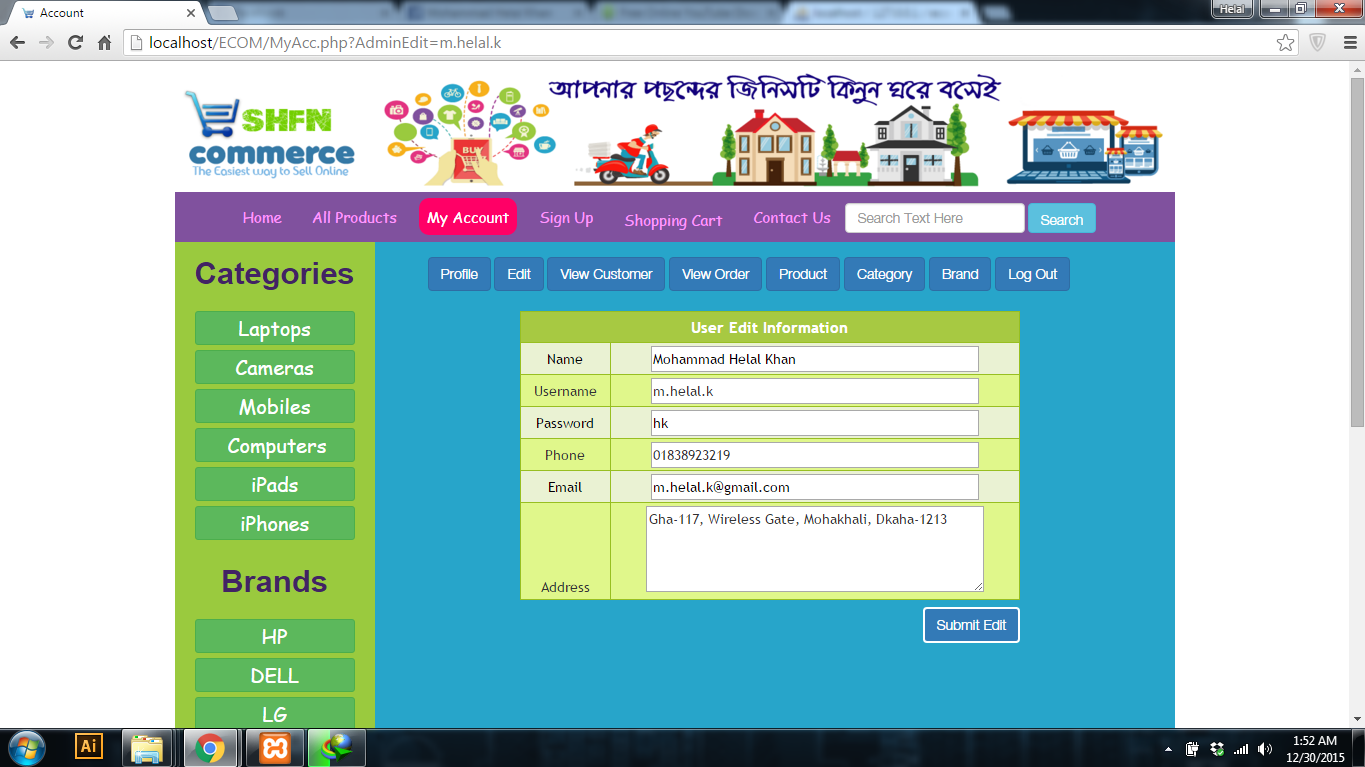 Account
Helal
localhost/ECOM/MyAcc.php?AdminEdit=m.helal.k
আপনার পছন্দের জিনিসটি কিনুন ঘরে বসেই
SHFN
commerce
The Easiest way to Sell Online
BUY
Home All Products My Account Sign Up Shopping Cart Contact Us Search Text Here Search
Categories
Laptops
Cameras
Mobiles
Computers
iPads
iPhones
Brands
HP
DELL
LG
Profile Edit View Customer View Order Product Category Brand Log Out
User Edit Information
Name Mohammad Helal Khan
Username m.helal.k
Password hk
Phone 01838923219
Email m.helal.k@gmail.com
Address Gha-117, Wireless Gate, Mohakhali, Dkaha-1213
Submit Edit
Ai
1:52 AM
12/30/2015